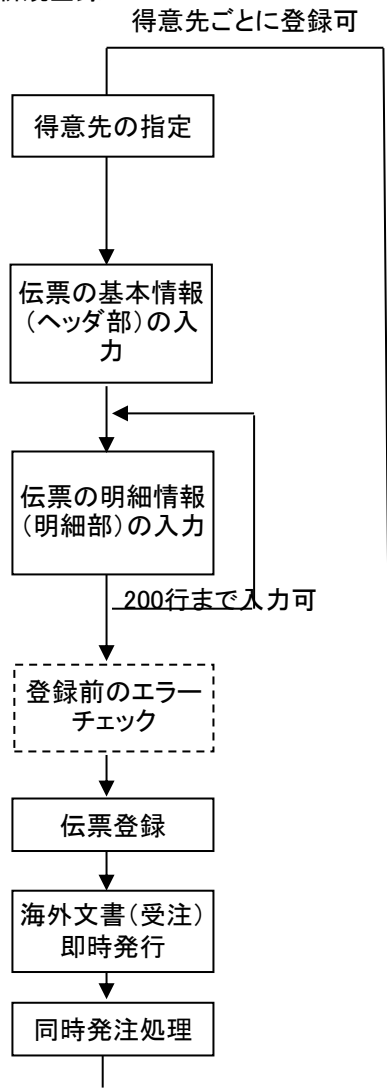 得意先ごとに登録可
得意先の指定
伝票の基本情報
（ヘッダ部）の入
力
伝票の明細情報
（明細部）の入力
200行まで入力可
登録前のエラー
チェック
伝票登録
海外文書（受注）
即時発行
同時発注処理